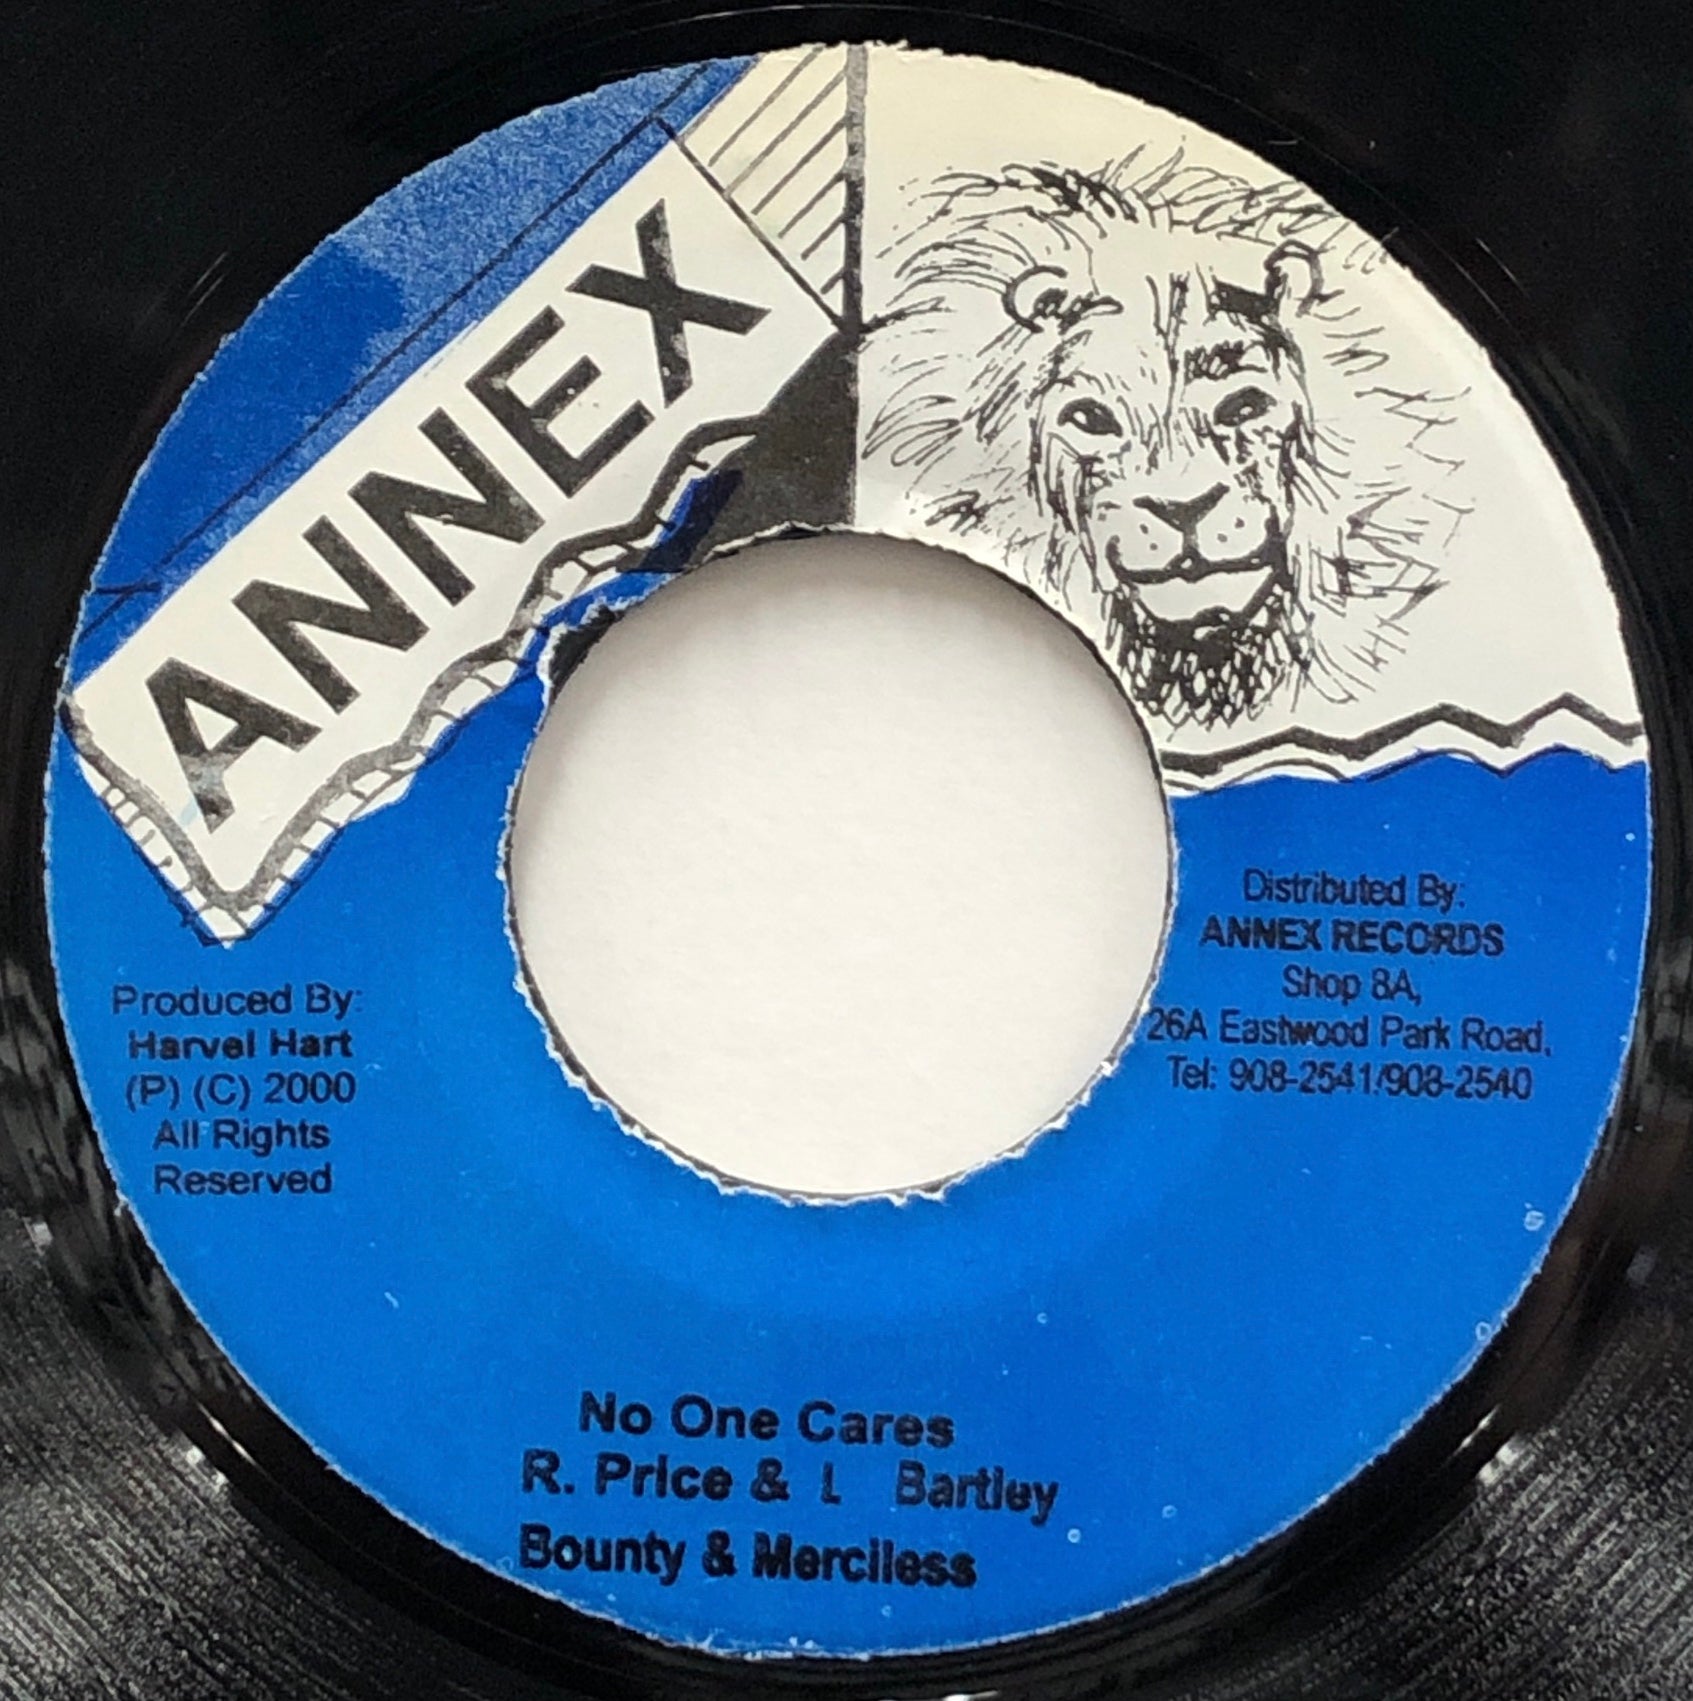 ANNEX
Produced By:
Harvel Hart
(P) (C) 2000
All Rights
Reserved
Distributed By:
ANNEX RECORDS
Shop 8A,
26A Eastwood Park Road,
Tel: 908-2541/908-2540
No One Cares
R. Price & L Bartley
Bounty & Merciless